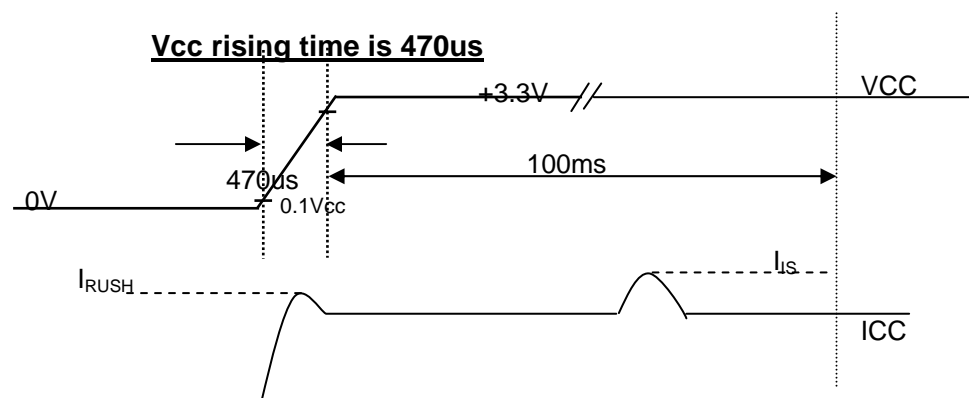 Vcc rising time is 470us
+3.3V
VCC
100ms
470us
0V
0.1Vcc
IRUSH
IIS
ICC